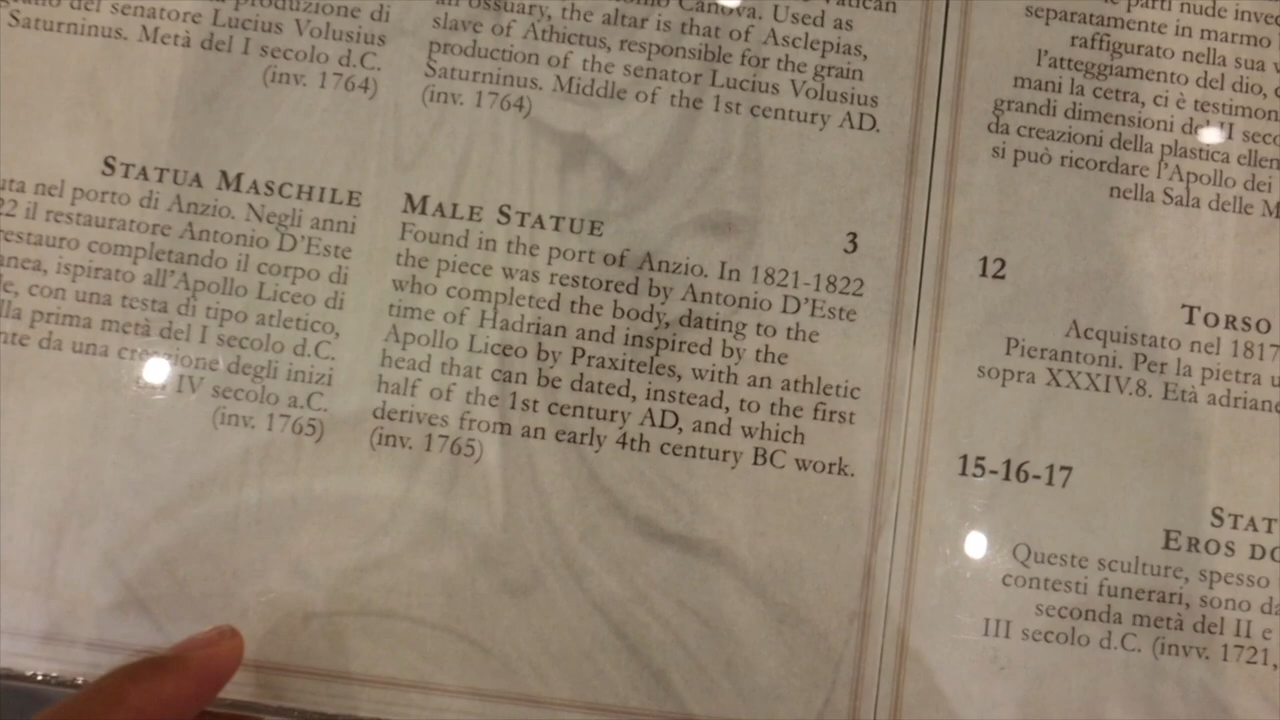 produzione di
del senatore Lucius Volusius
Saturninus. Metà del I secolo d.C.
(inv. 1764)
STATUA MASCHILE
nel porto di Anzio. Negli anni
22 il restauratore Antonio D'Este
restauro completando il corpo di
ispirato all'Apollo Liceo di
con una testa di tipo atletico,
prima metà del I secolo d.C.
da una creazione degli inizi
IV secolo a.C.
(inv. 1765)
Canova. Used as
an ossuary, the altar is that of Asclepias,
slave of Athictus, responsible for the grain
production of the senator Lucius Volusius
Saturninus. Middle of the 1st century AD.
(inv. 1764)
MALE STATUE
3
Found in the port of Anzio. In 1821-1822
the piece was restored by Antonio D'Este
who completed the body, dating to the
time of Hadrian and inspired by the
Apollo Liceo by Praxiteles, with an athletic
head that can be dated, instead, to the first
half of the 1st century AD, and which
derives from an early 4th century BC work.
(inv. 1765)
parti nude
separatamente in marmo
raffigurato nella sua
l'atteggiamento del dio,
mani la cetra, ci è
grandi dimensioni del II
da creazioni della plastica
si può ricordare l'Apollo dei
nella Sala delle
12
TORSO
Acquistato nel 1817
Pierantoni. Per la pietra
sopra XXXIV.8. Età
15-16-17
EROS
Queste sculture, spesso
contesti funerari, sono
seconda metà del II e
III secolo d.C. (invv. 1721,